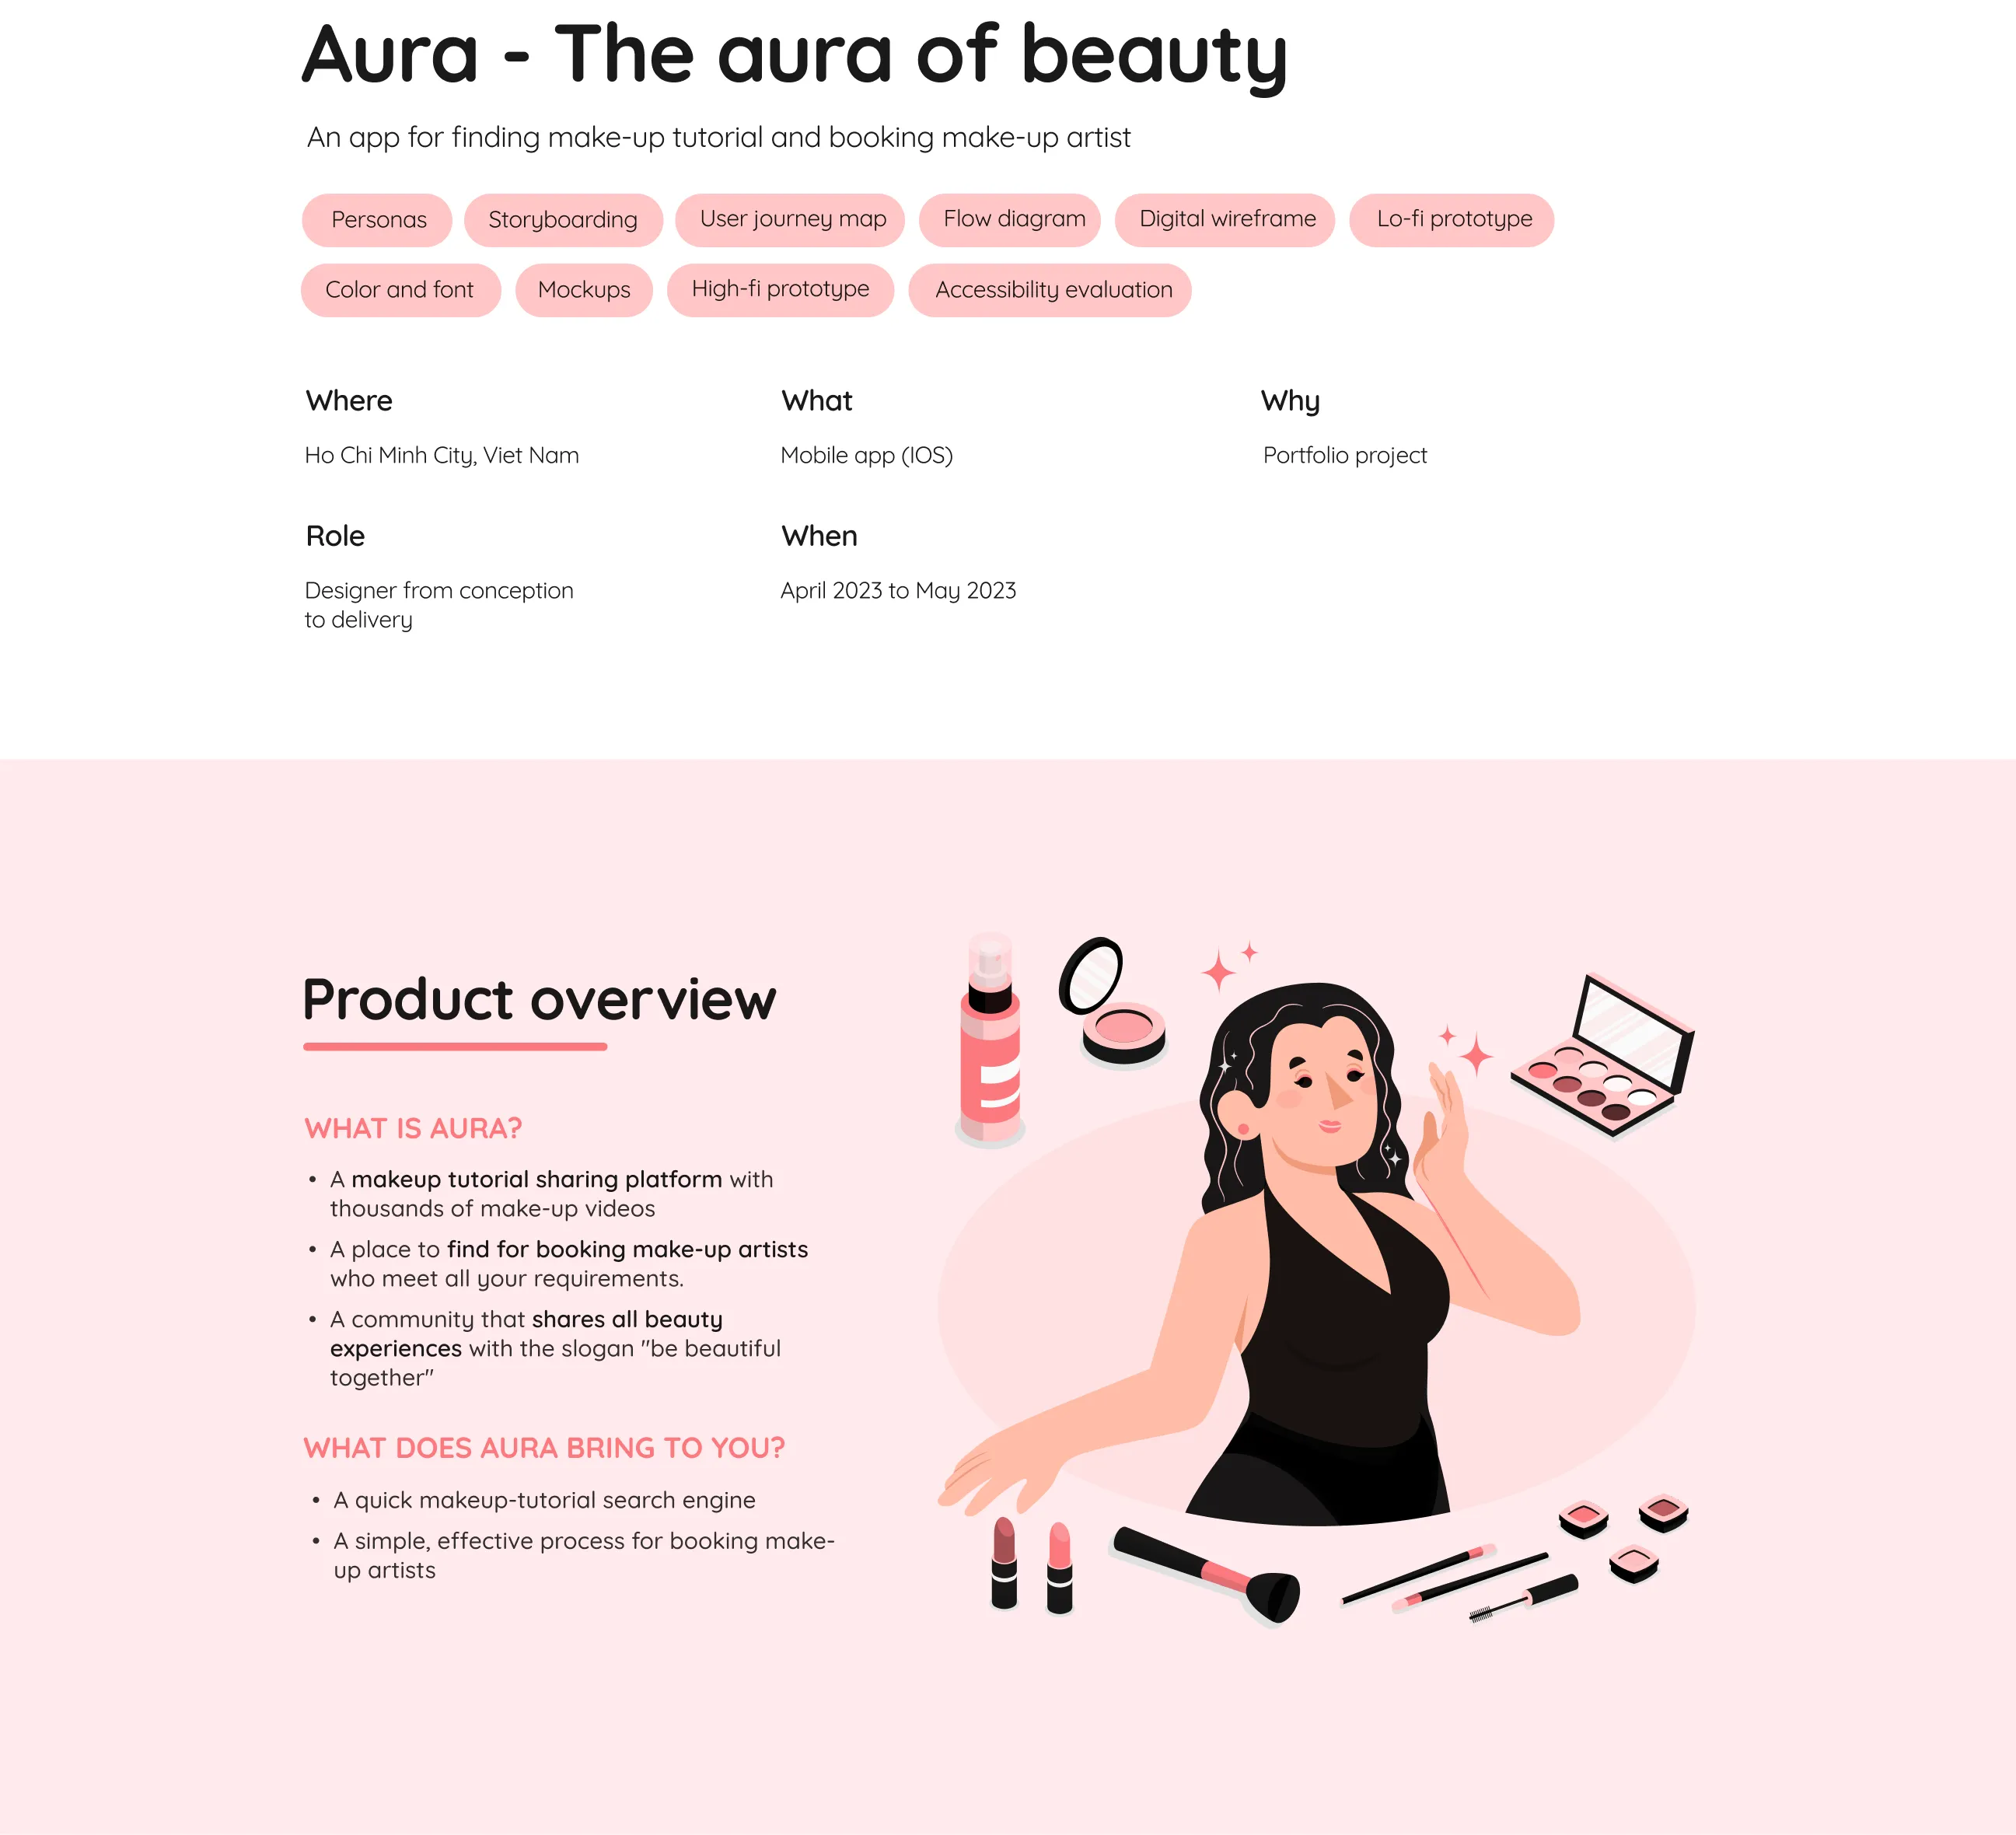 Aura - The aura of beauty
An app for finding make-up tutorial and booking make-up artist
Personas
Storyboarding
User journey map
Flow diagram
Digital wireframe
Lo-fi prototype
Color and font
Mockups
High-fi prototype
Accessibility evaluation
Where
Ho Chi Minh City, Viet Nam
What
Mobile app (IOS)
Why
Portfolio project
Role
Designer from conception
to delivery
When
April 2023 to May 2023
Product overview
WHAT IS AURA?
• A makeup tutorial sharing platform with
thousands of make-up videos
• A place to find for booking make-up artists
who meet all your requirements.
• A community that shares all beauty
experiences with the slogan "be beautiful
together"
WHAT DOES AURA BRING TO YOU?
• A quick makeup-tutorial search engine
• A simple, effective process for booking make-
up artists